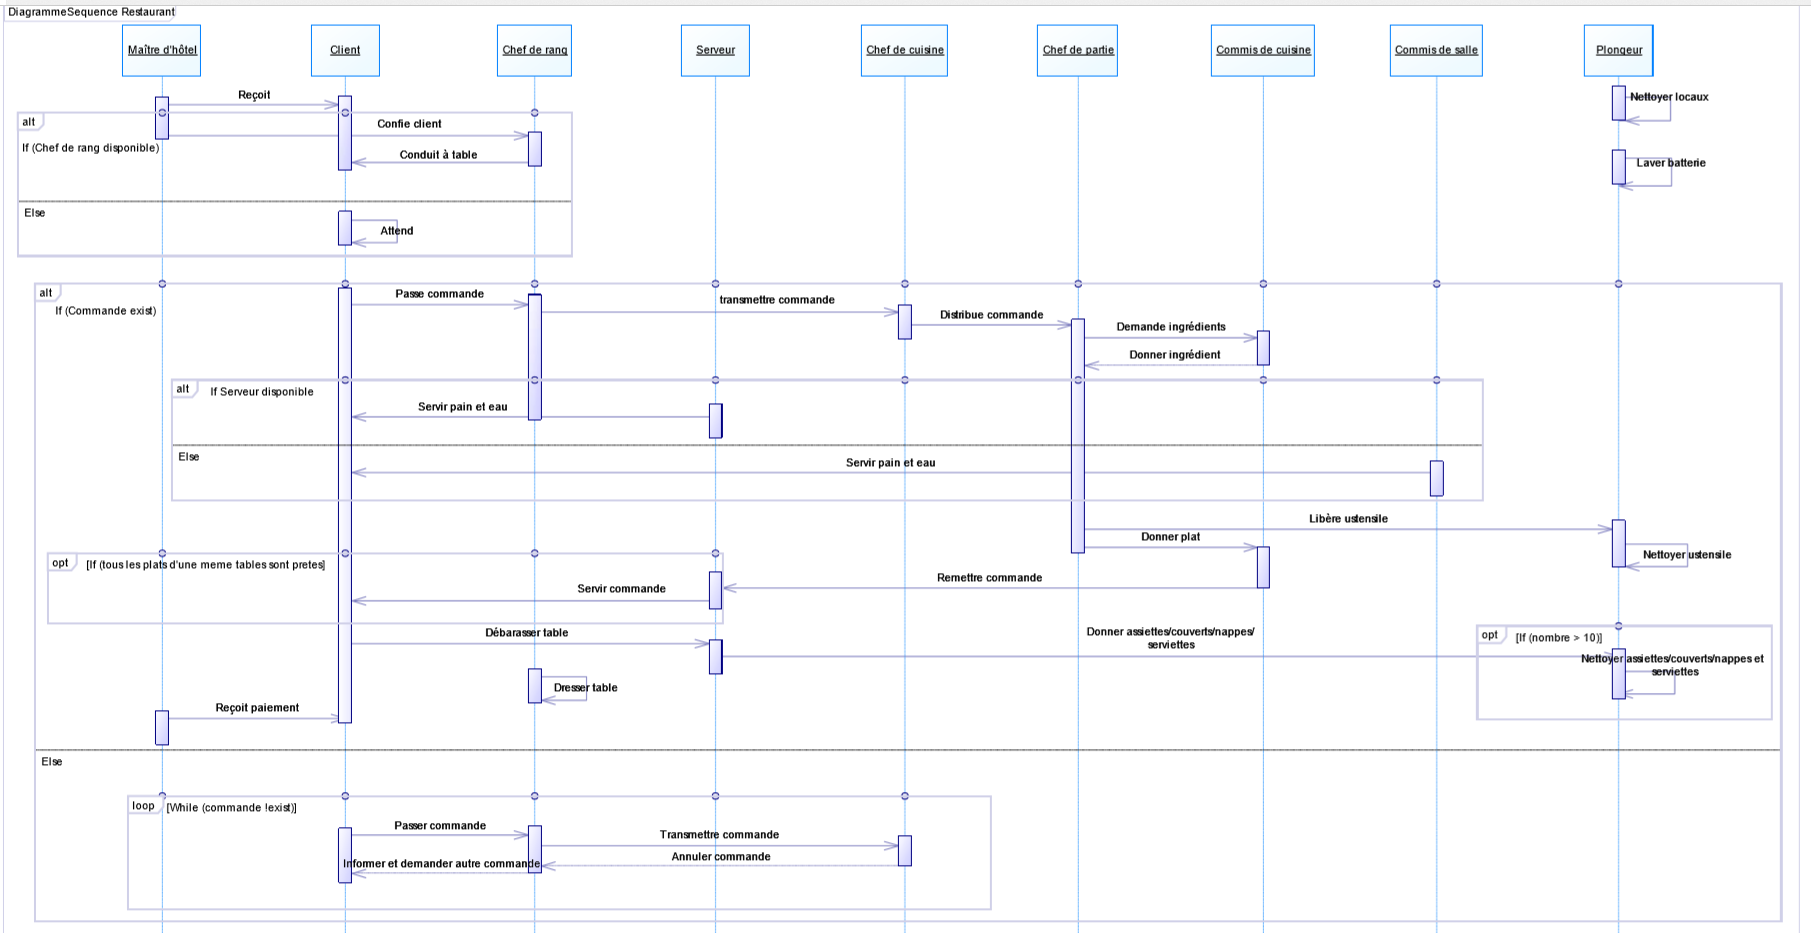 DiagrammeSequence Restaurant
Maître d'hôtel
Client
Chef de rang
Serveur
Chef de cuisine
Chef de partie
Commis de cuisine
Commis de salle
Plongeur
Reçoit
Nettoyer locaux
alt
Confie client
If (Chef de rang disponible)
Conduit à table
Laver batterie
Else
Attend
alt
Passe commande
transmettre commande
If (Commande exist)
Distribue commande
Demande ingrédients
Donner ingrédient
alt
If Serveur disponible
Servir pain et eau
Else
Servir pain et eau
Libère ustensile
Donner plat
Nettoyer ustensile
opt
[If (tous les plats d'une meme tables sont pretes]
Remettre commande
Servir commande
Débarasser table
Donner assiettes/couverts/nappes/
serviettes
opt
[If (nombre > 10)]
Nettoyer assiettes/couverts/nappes et
serviettes
Dresser table
Reçoit paiement
Else
loop
[While (commande !exist)]
Passer commande
Transmettre commande
Annuler commande
Informer et demander autre commande